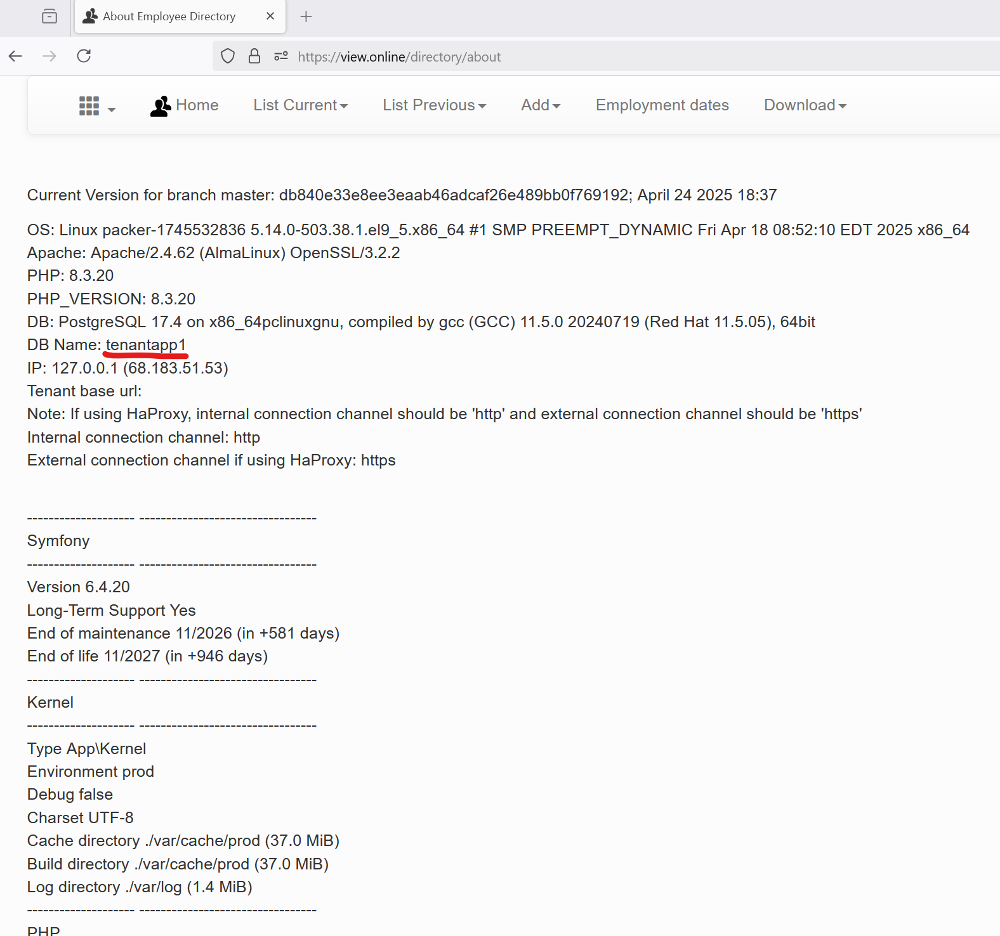 About Employee Directory
https://view.online/directory/about
Home List Current List Previous Add Employment dates Download
Current Version for branch master: db840e33e8ee3eaab46adcaf26e489bb0f769192; April 24 2025 18:37
OS: Linux packer-1745532836 5.14.0-503.38.1.el9_5.x86_64 #1 SMP PREEMPT_DYNAMIC Fri Apr 18 08:52:10 EDT 2025 x86_64
Apache: Apache/2.4.62 (AlmaLinux) OpenSSL/3.2.2
PHP: 8.3.20
PHP_VERSION: 8.3.20
DB: PostgreSQL 17.4 on x86_64pclinuxgnu, compiled by gcc (GCC) 11.5.0 20240719 (Red Hat 11.5.05), 64bit
DB Name: tenantapp1
IP: 127.0.0.1 (68.183.51.53)
Tenant base url:
Note: If using HaProxy, internal connection channel should be 'http' and external connection channel should be 'https'
Internal connection channel: http
External connection channel if using HaProxy: https
-------------------- ---------------------------------
Symfony
-------------------- ---------------------------------
Version 6.4.20
Long-Term Support Yes
End of maintenance 11/2026 (in +581 days)
End of life 11/2027 (in +946 days)
-------------------- ---------------------------------
Kernel
-------------------- ---------------------------------
Type App\Kernel
Environment prod
Debug false
Charset UTF-8
Cache directory ./var/cache/prod (37.0 MiB)
Build directory ./var/cache/prod (37.0 MiB)
Log directory ./var/log (1.4 MiB)
-------------------- ---------------------------------
PHP